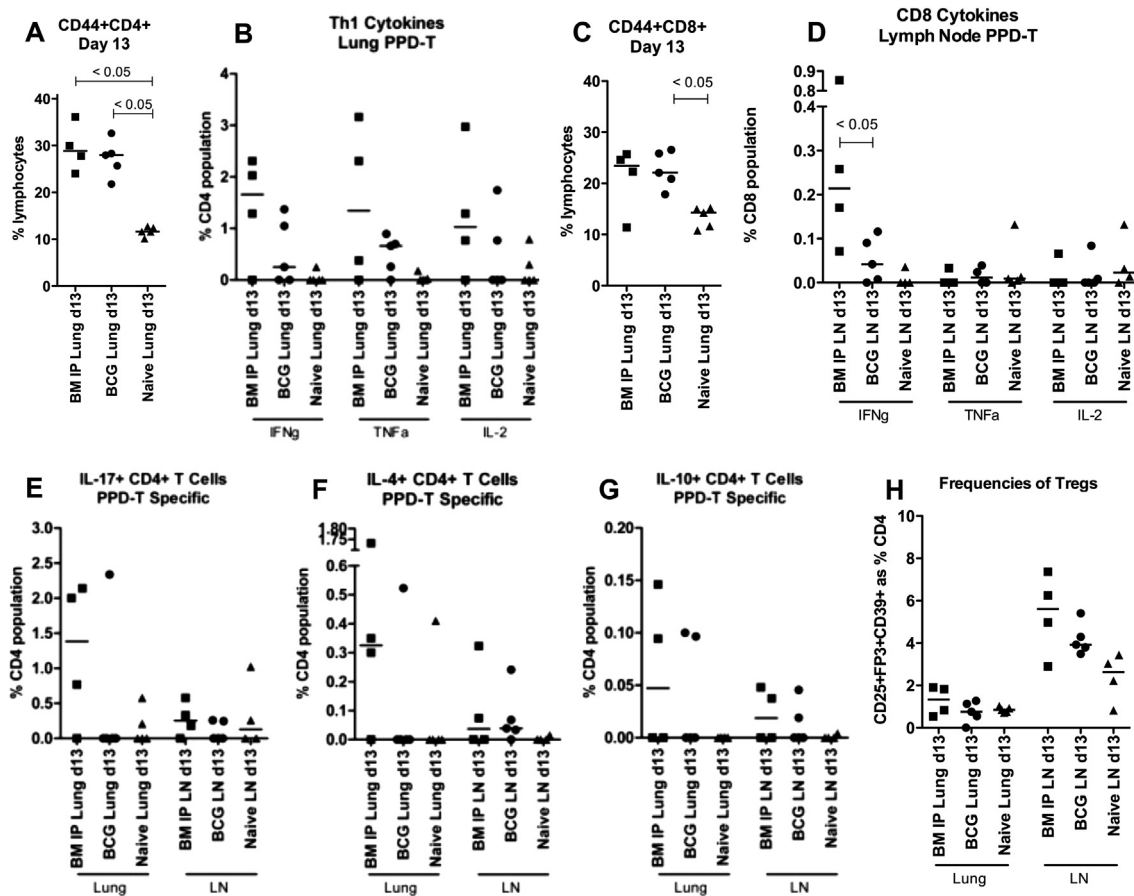 A
CD44+CD4+
Day 13
< 0.05
< 0.05
% lymphocytes
40
30
20
10
0
BM IP Lung d13
BCG Lung d13
Naive Lung d13
B
Th1 Cytokines
Lung PPD-T
% CD4 population
4
3
2
1
0
BM IP Lung d13
BCG Lung d13
Naive Lung d13
BM IP Lung d13
BCG Lung d13
Naive Lung d13
BM IP Lung d13
BCG Lung d13
Naive Lung d13
IFNg
TNFa
IL-2
C
CD44+CD8+
Day 13
< 0.05
% lymphocytes
40
30
20
10
0
BM IP Lung d13
BCG Lung d13
Naive Lung d13
D
CD8 Cytokines
Lymph Node PPD-T
< 0.05
% CD8 population
0.9
0.8
0.4
0.3
0.2
0.1
0.0
BM IP LN d13
BCG LN d13
Naive LN d13
BM IP LN d13
BCG LN d13
Naive LN d13
BM IP LN d13
BCG LN d13
Naive LN d13
IFNg
TNFa
IL-2
E
IL-17+ CD4+ T Cells
PPD-T Specific
% CD4 population
3.0
2.5
2.0
1.5
1.0
0.5
0.0
BM IP Lung d13
BCG Lung d13
Naive Lung d13
BM IP LN d13
BCG LN d13
Naive LN d13
Lung
LN
F
IL-4+ CD4+ T Cells
PPD-T Specific
% CD4 population
1.80
1.75
0.6
0.5
0.4
0.3
0.2
0.1
0.0
BM IP Lung d13
BCG Lung d13
Naive Lung d13
BM IP LN d13
BCG LN d13
Naive LN d13
Lung
LN
G
IL-10+ CD4+ T Cells
PPD-T Specific
% CD4 population
0.20
0.15
0.10
0.05
0.00
BM IP Lung d13
BCG Lung d13
Naive Lung d13
BM IP LN d13
BCG LN d13
Naive LN d13
Lung
LN
H
Frequencies of Tregs
CD25+FP3+CD39+ as % CD4
10
8
6
4
2
0
BM IP Lung d13
BCG Lung d13
Naive Lung d13
BM IP LN d13
BCG LN d13
Naive LN d13
Lung
LN